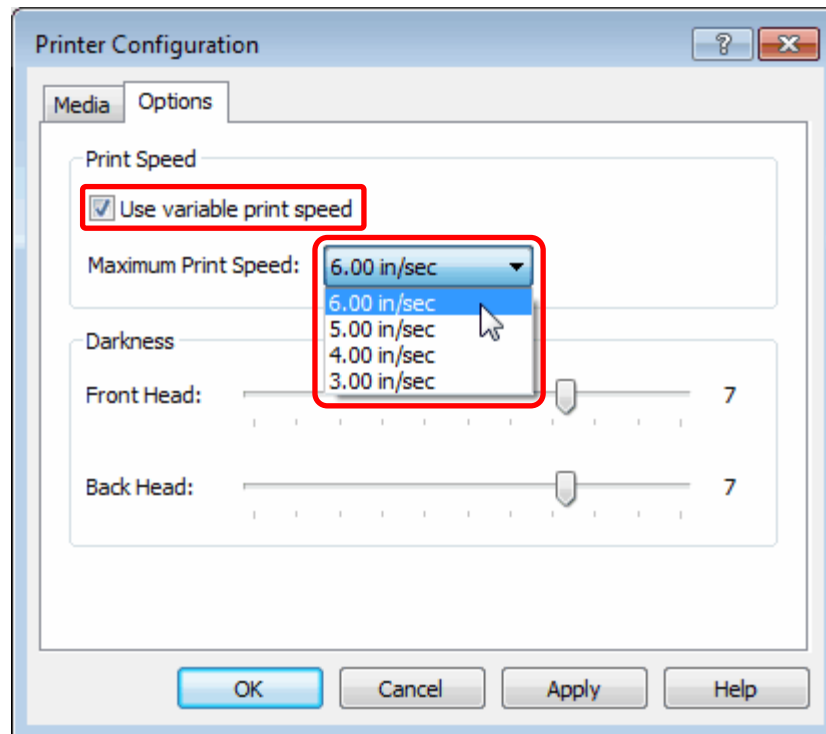 Printer Configuration
Media Options
Print Speed
Use variable print speed
Maximum Print Speed: 6.00 in/sec
6.00 in/sec
5.00 in/sec
4.00 in/sec
3.00 in/sec
Darkness
Front Head: 7
Back Head: 7
OK Cancel Apply Help